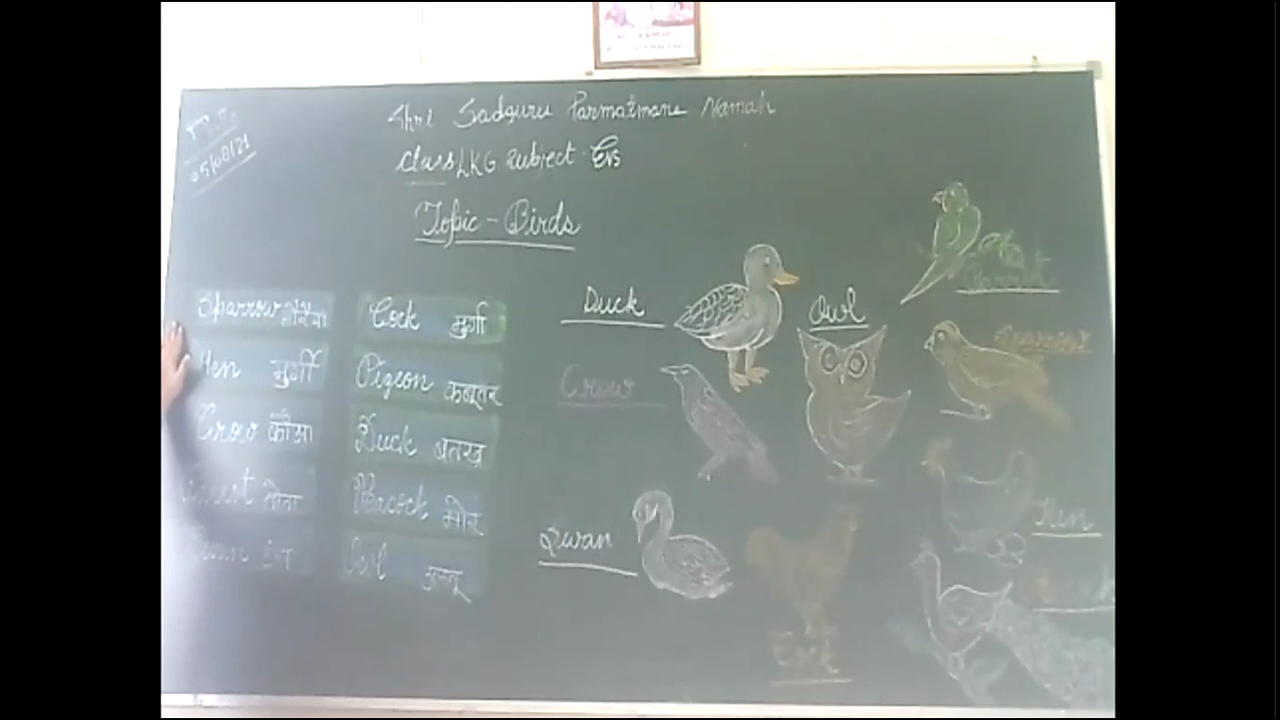 Shri Sadguru Parmatmane Namah
Class LKG Subject - Evs
Topic - Birds
Sparrow
Hen मुर्गी
Crow कौआ
तोता
Cock मुर्गा
Pigeon कबूतर
Duck बतख
Peacock मोर
Owl उल्लू
Duck
Owl
Parrot
Crow
Sparrow
Swan
Hen
Cock